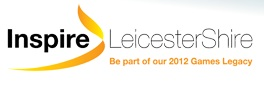 Inspire LeicesterShire
Be part of our 2012 Games Legacy